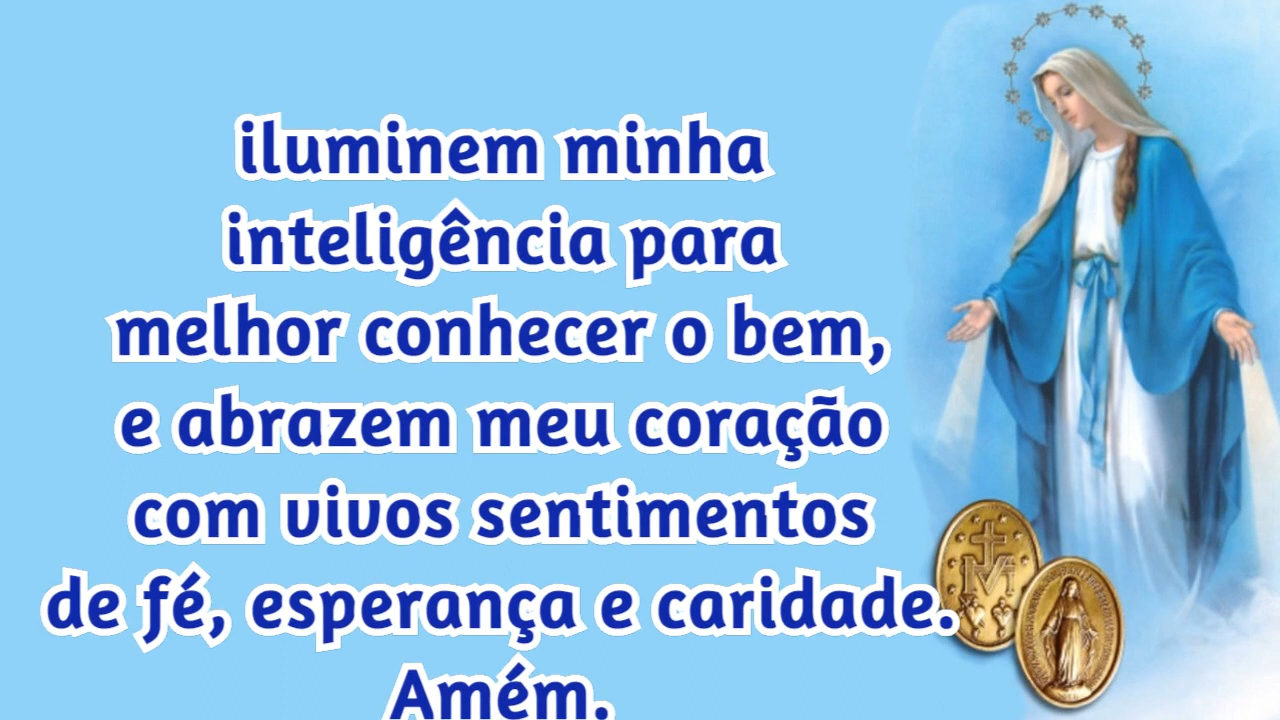 iluminem minha
inteligência para
melhor conhecer o bem,
e abrazem meu coração
com vivos sentimentos
de fé, esperança e caridade.
Amém.